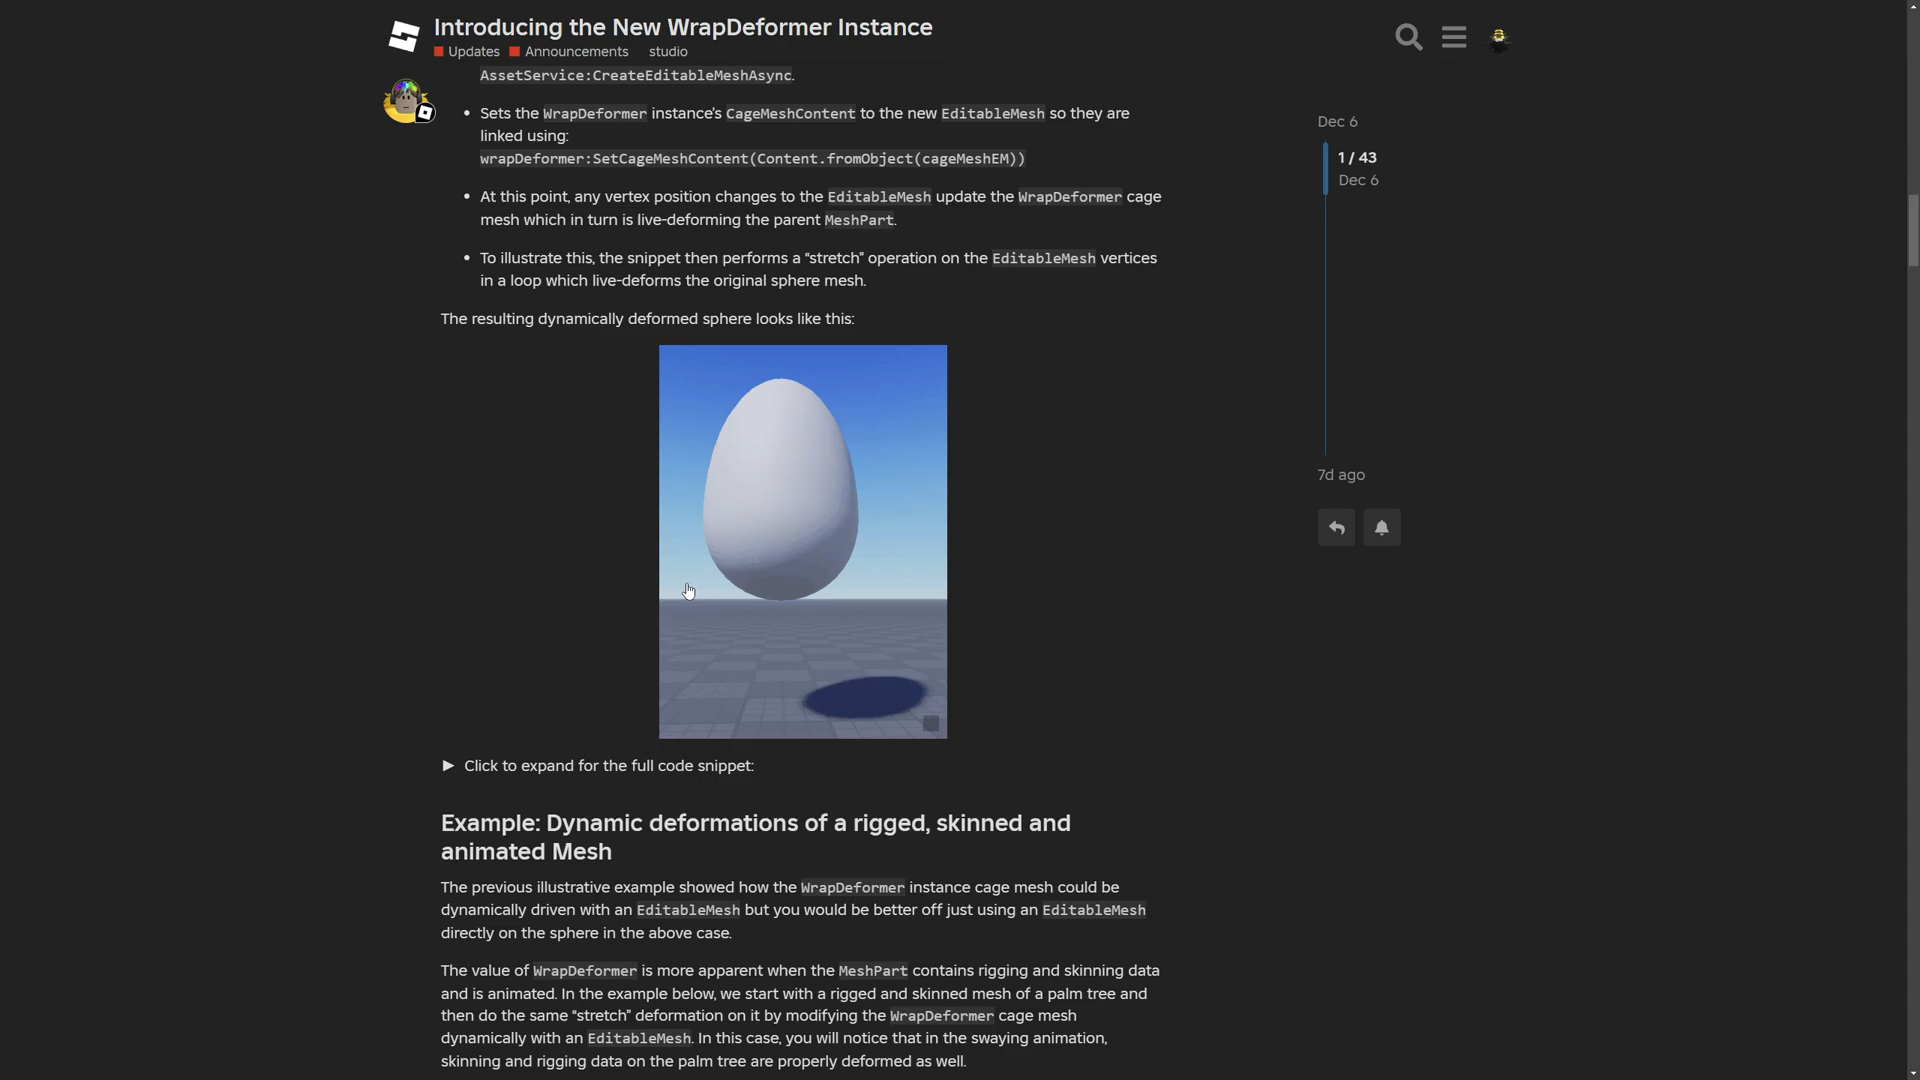 Introducing the New WrapDeformer Instance
Updates Announcements studio
AssetService:CreateEditableMeshAsync.
• Sets the WrapDeformer instance's CageMeshContent to the new EditableMesh so they are
linked using:
wrapDeformer:SetCageMeshContent(Content.fromObject(cageMeshEM))
• At this point, any vertex position changes to the EditableMesh update the WrapDeformer cage
mesh which in turn is live-deforming the parent MeshPart.
• To illustrate this, the snippet then performs a "stretch" operation on the EditableMesh vertices
in a loop which live-deforms the original sphere mesh.
The resulting dynamically deformed sphere looks like this:
▶ Click to expand for the full code snippet:
Example: Dynamic deformations of a rigged, skinned and
animated Mesh
The previous illustrative example showed how the WrapDeformer instance cage mesh could be
dynamically driven with an EditableMesh but you would be better off just using an EditableMesh
directly on the sphere in the above case.
The value of WrapDeformer is more apparent when the MeshPart contains rigging and skinning data
and is animated. In the example below, we start with a rigged and skinned mesh of a palm tree and
then do the same "stretch" deformation on it by modifying the WrapDeformer cage mesh
dynamically with an EditableMesh. In this case, you will notice that in the swaying animation,
skinning and rigging data on the palm tree are properly deformed as well.
Dec 6
1 / 43
Dec 6
7d ago